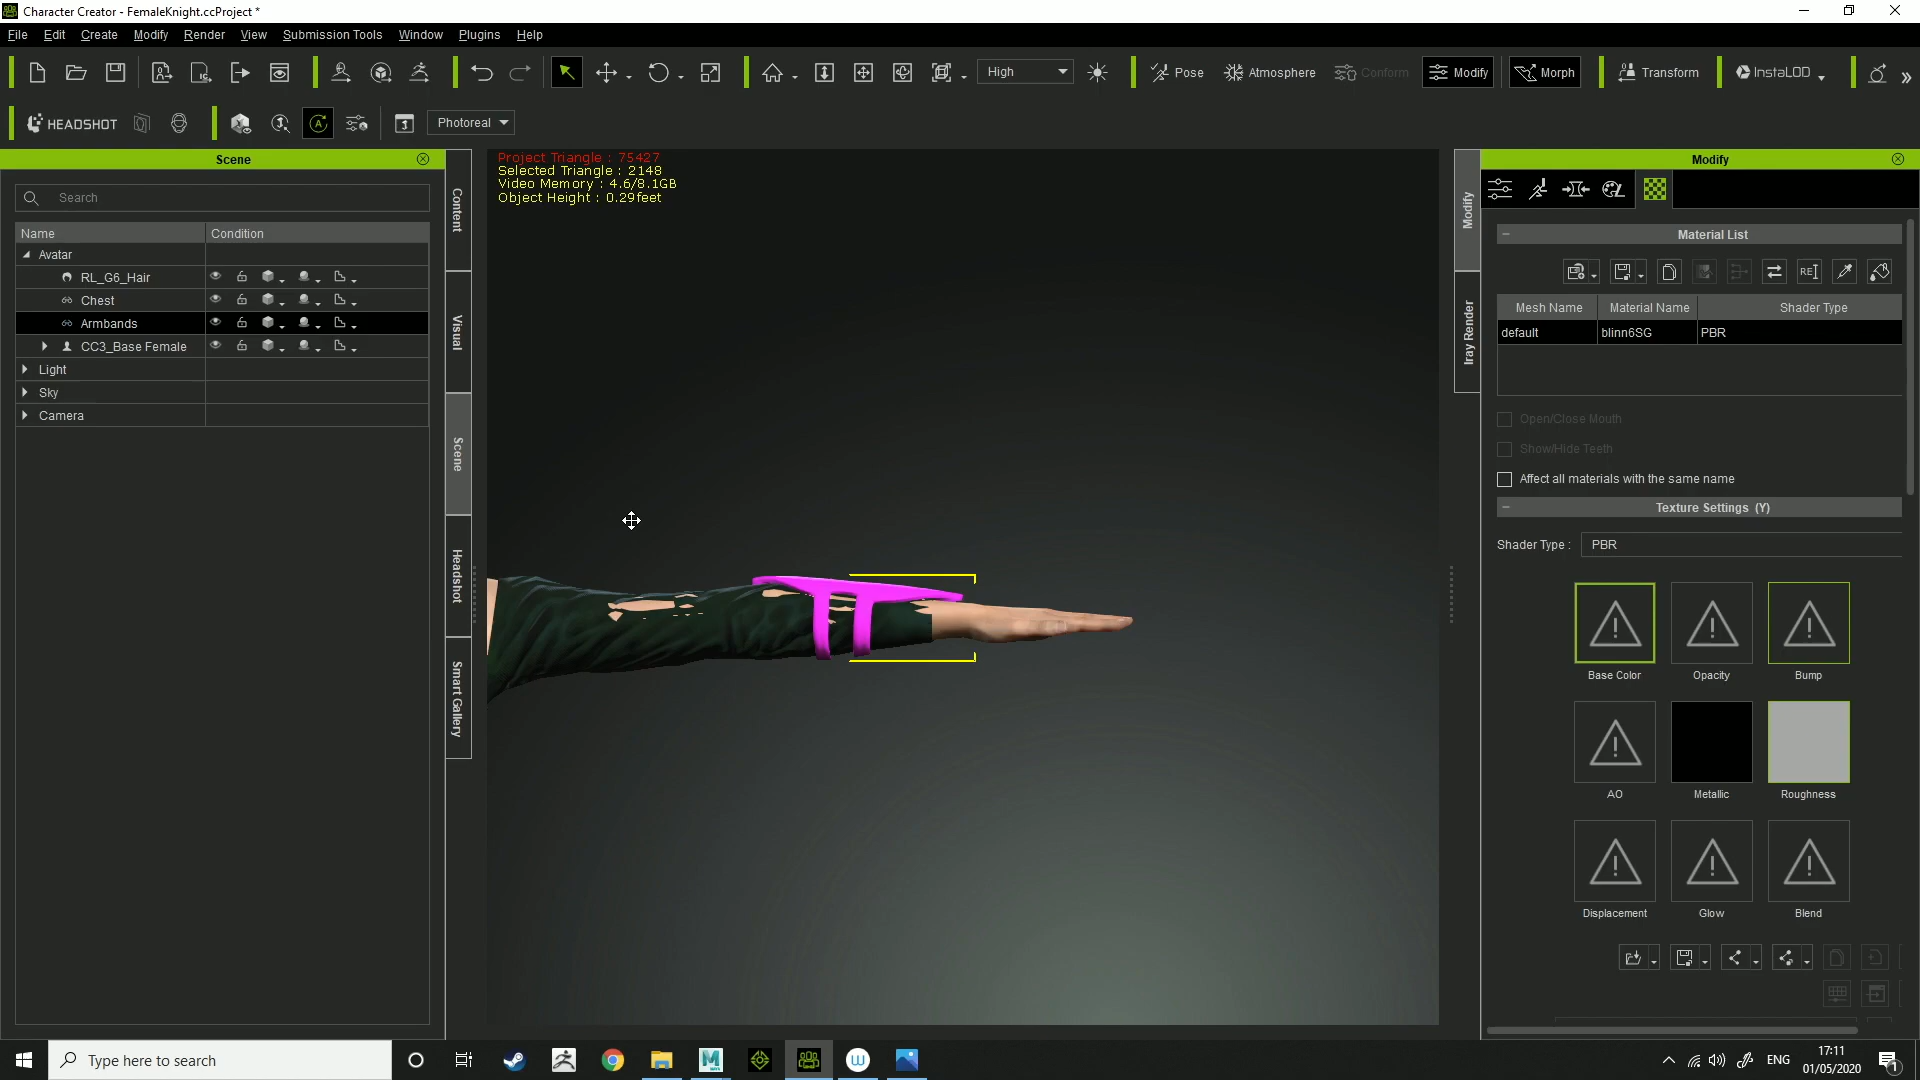 Character Creator - FemaleKnight.ccProject *
File Edit Create Modify Render View Submission Tools Window Plugins Help
High Pose Atmosphere Conform Modify Morph Transform InstaLOD
HEADSHOT Photoreal
Scene
Search
Name Condition
Avatar
RL_G6_Hair
Chest
Armbands
CC3_Base Female
Light
Sky
Camera
Content
Visual
Scene
Headshot
Smart Gallery
Project Triangle : 75427
Selected Triangle : 2148
Video Memory : 4.6/8.1GB
Object Height : 0.29feet
Modify
Iray Render
Modify
Material List
REI
Mesh Name Material Name Shader Type
default blinn6SG PBR
Open/Close Mouth
Show/Hide Teeth
Affect all materials with the same name
Texture Settings (Y)
Shader Type : PBR
Base Color Opacity Bump
AO Metallic Roughness
Displacement Glow Blend
Type here to search
ENG
17:11
01/05/2020
1